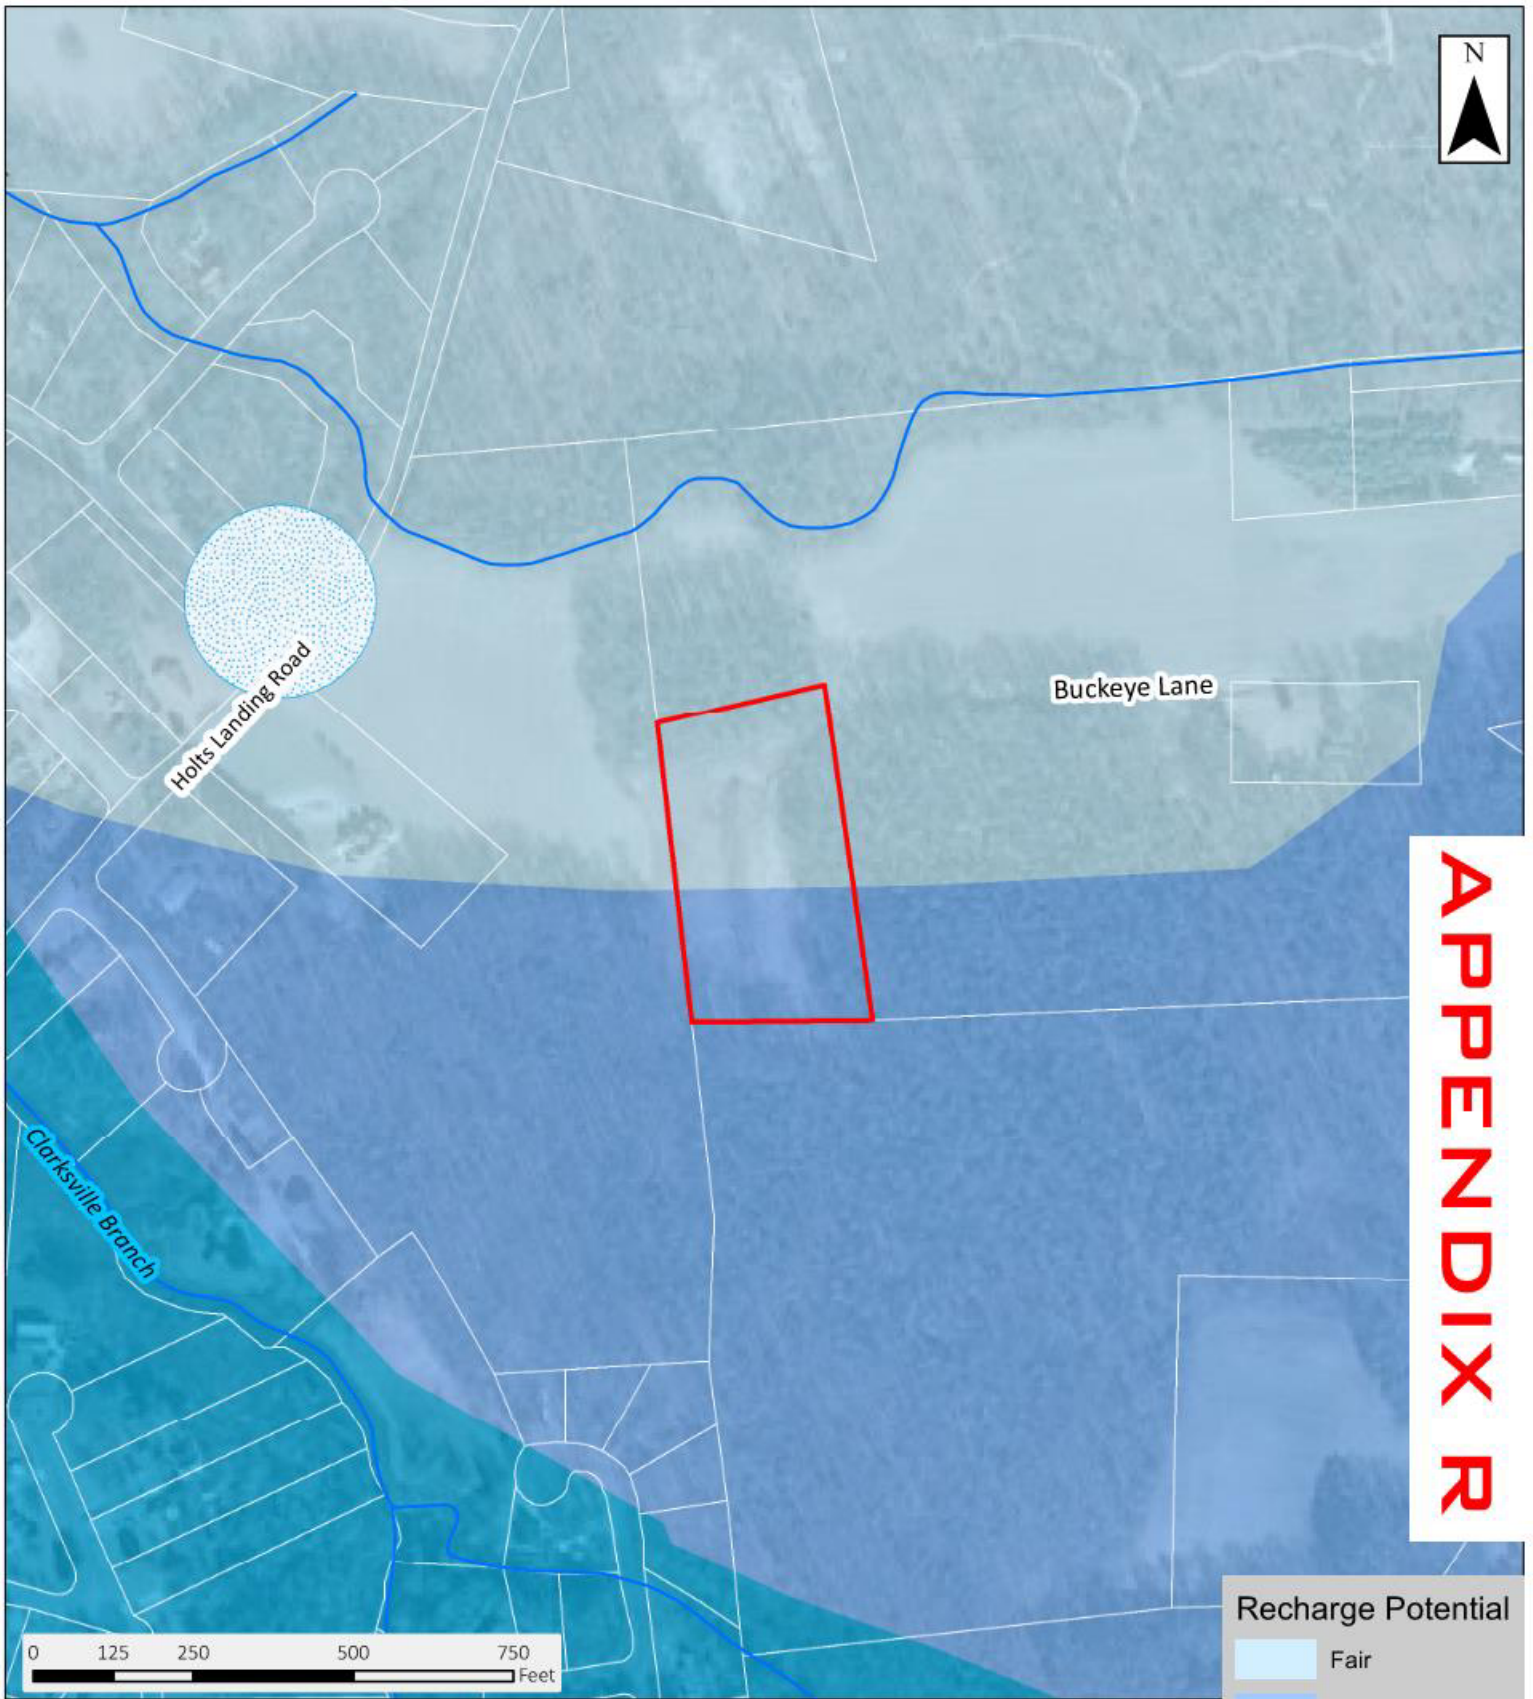 N
Buckeye Lane
Holts Landing Road
APPENDIX R
Clarksville Branch
Recharge Potential
Fair
0 125 250 500 750
Feet